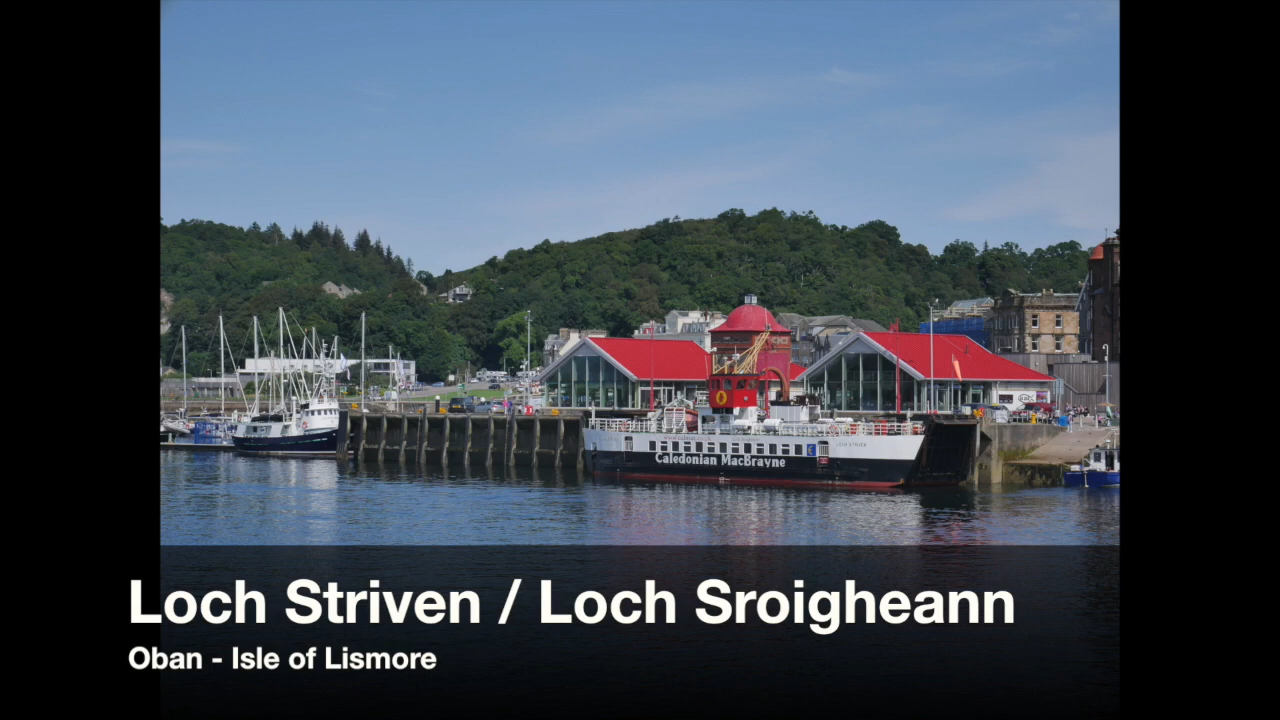 Caledonian MacBrayne
Loch Striven / Loch Sroigheann
Oban - Isle of Lismore